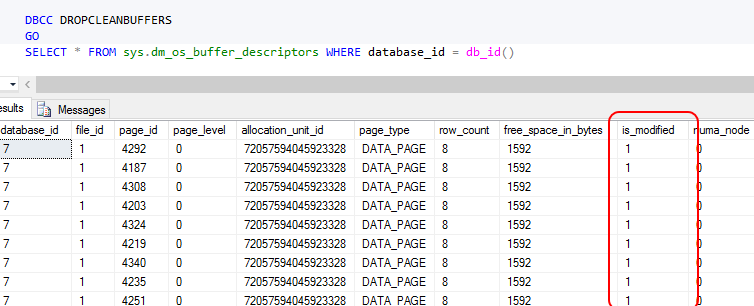 DBCC DROPCLEANBUFFERS
GO
SELECT * FROM sys.dm_os_buffer_descriptors WHERE database_id = db_id()
esults Messages
database_id file_id page_id page_level allocation_unit_id page_type row_count free_space_in_bytes is_modified numa_node
7 1 4292 0 72057594045923328 DATA_PAGE 8 1592 1 0
7 1 4187 0 72057594045923328 DATA_PAGE 8 1592 1 0
7 1 4308 0 72057594045923328 DATA_PAGE 8 1592 1 0
7 1 4203 0 72057594045923328 DATA_PAGE 8 1592 1 0
7 1 4324 0 72057594045923328 DATA_PAGE 8 1592 1 0
7 1 4219 0 72057594045923328 DATA_PAGE 8 1592 1 0
7 1 4340 0 72057594045923328 DATA_PAGE 8 1592 1 0
7 1 4235 0 72057594045923328 DATA_PAGE 8 1592 1 0
7 1 4251 0 72057594045923328 DATA_PAGE 8 1592 1 0